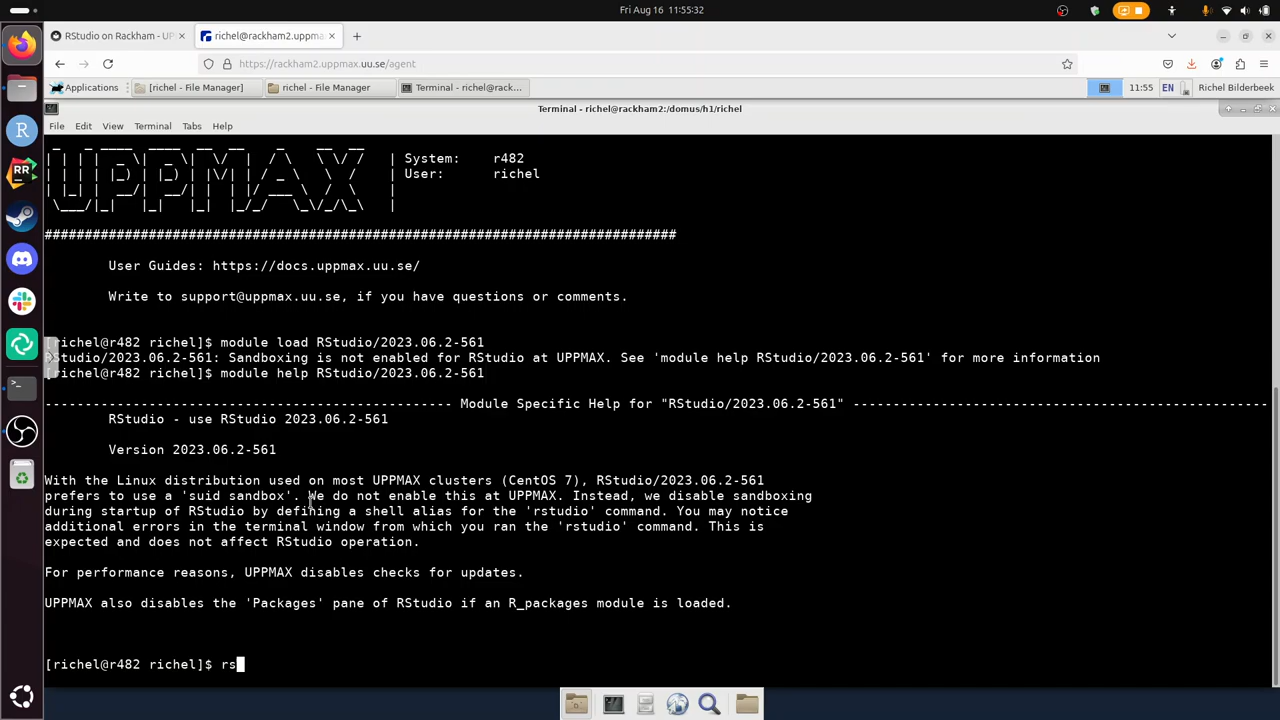 Fri Aug 16 11:55:32
RStudio on Rackham - UP
richel@rackham2.uppma
https://rackham2.uppmax.uu.se/agent
Applications
[richel - File Manager]
richel - File Manager
Terminal - richel@rack...
11:55
EN
Richel Bilderbeek
Terminal - richel@rackham2:/domus/h1/richel
File Edit View Terminal Tabs Help
UPPMAX
| System: r482
| User: richel
###############################################################################
User Guides: https://docs.uppmax.uu.se/
Write to support@uppmax.uu.se, if you have questions or comments.
[richel@r482 richel]$ module load RStudio/2023.06.2-561
RStudio/2023.06.2-561: Sandboxing is not enabled for RStudio at UPPMAX. See 'module help RStudio/2023.06.2-561' for more information
[richel@r482 richel]$ module help RStudio/2023.06.2-561
--------------------------------------------------- Module Specific Help for "RStudio/2023.06.2-561" ----------------------------------------------------
RStudio - use RStudio 2023.06.2-561
Version 2023.06.2-561
With the Linux distribution used on most UPPMAX clusters (CentOS 7), RStudio/2023.06.2-561
prefers to use a 'suid sandbox'. We do not enable this at UPPMAX. Instead, we disable sandboxing
during startup of RStudio by defining a shell alias for the 'rstudio' command. You may notice
additional errors in the terminal window from which you ran the 'rstudio' command. This is
expected and does not affect RStudio operation.
For performance reasons, UPPMAX disables checks for updates.
UPPMAX also disables the 'Packages' pane of RStudio if an R_packages module is loaded.
[richel@r482 richel]$ rs